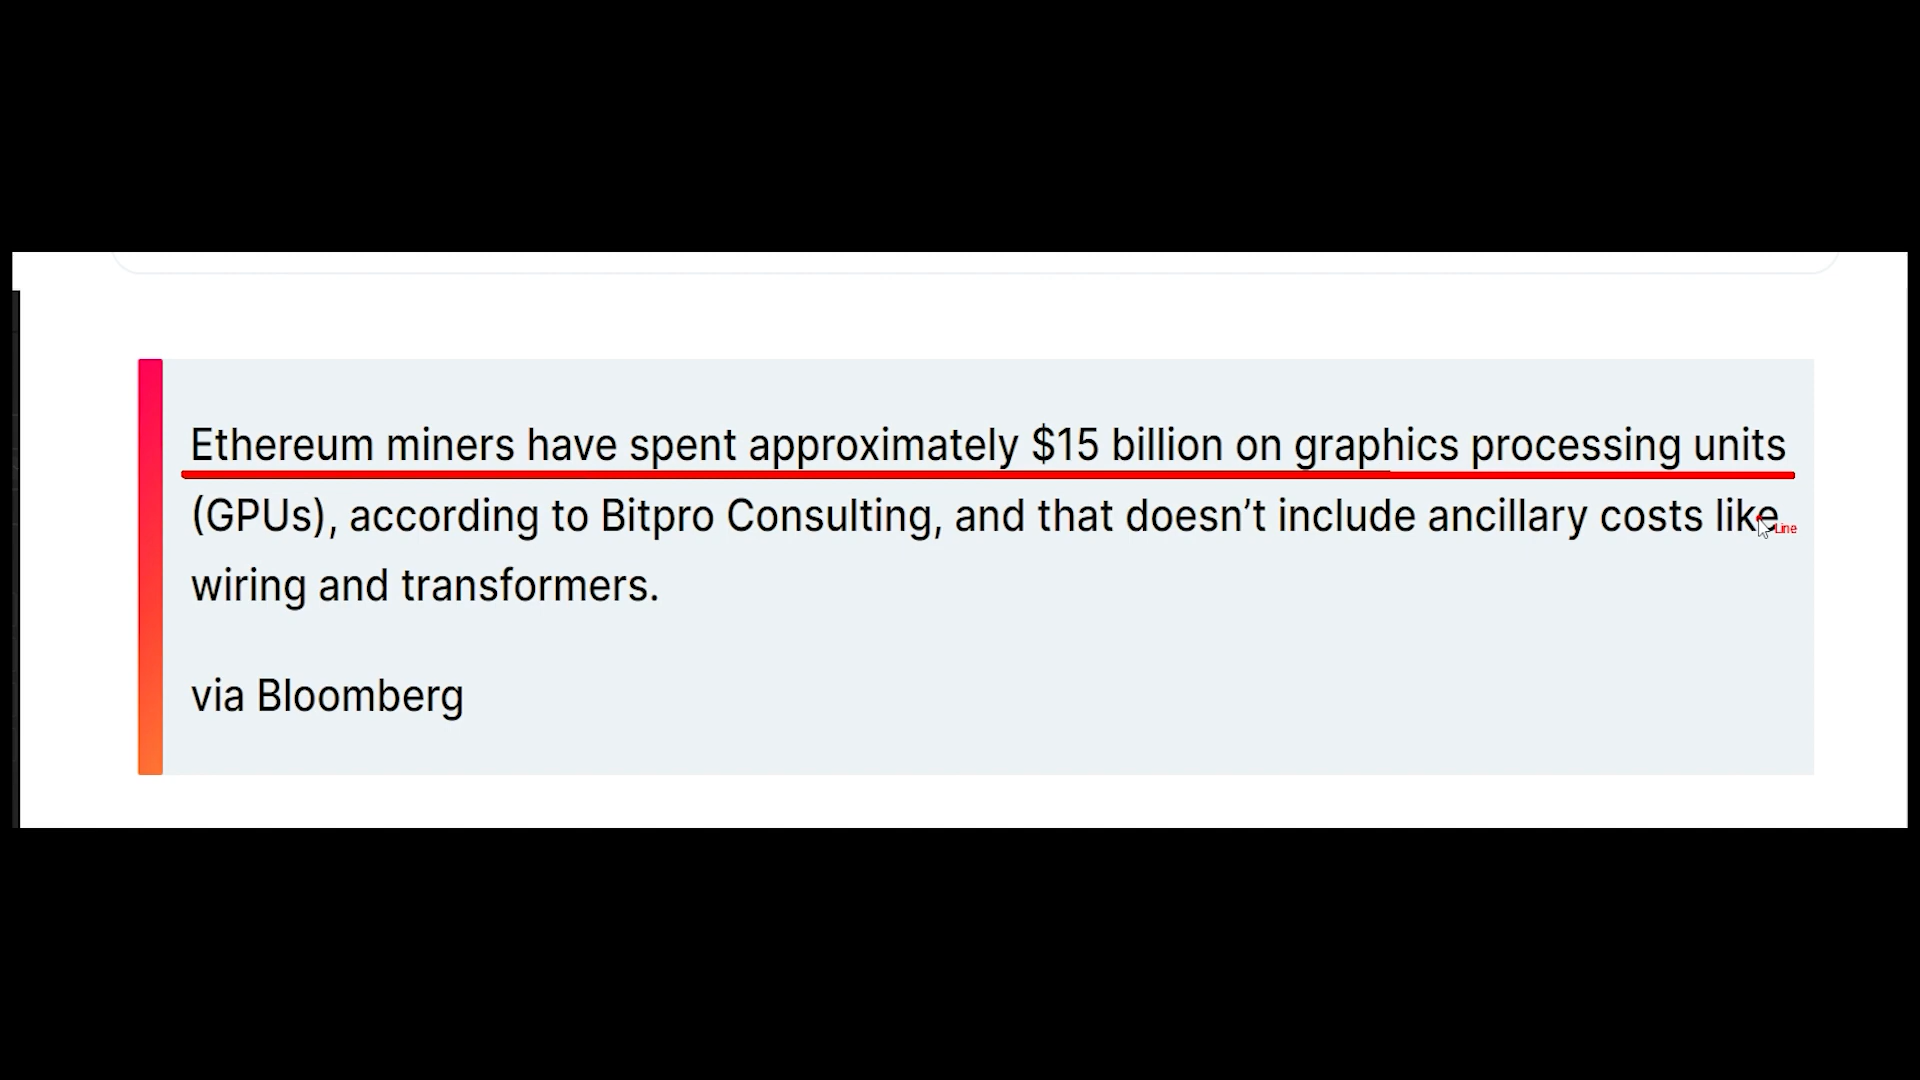 Ethereum miners have spent approximately $15 billion on graphics processing units
(GPUs), according to Bitpro Consulting, and that doesn’t include ancillary costs like
Line
wiring and transformers.
via Bloomberg